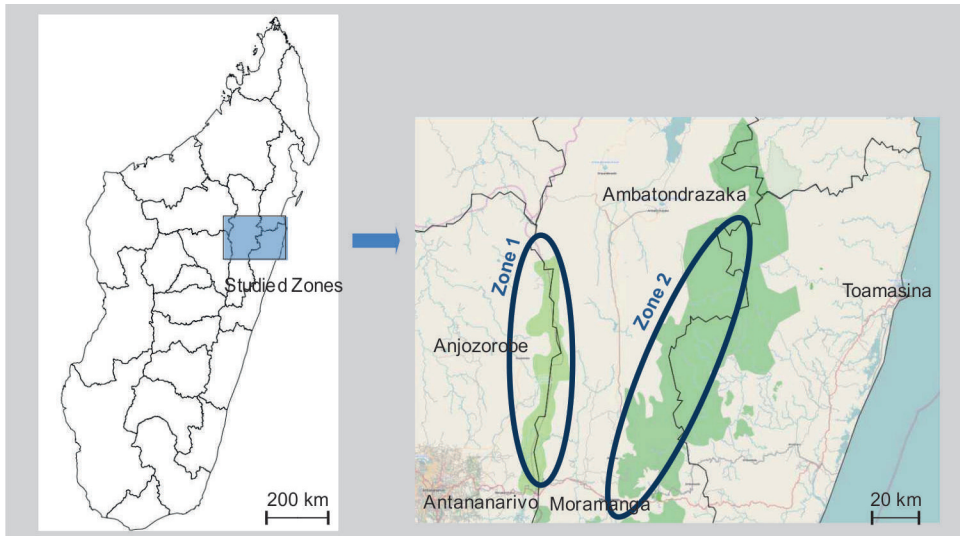 Studied Zones
200 km
Ambatondrazaka
Zone 1
Zone 2
Toamasina
Anjozorobe
Antananarivo
Moramanga
20 km